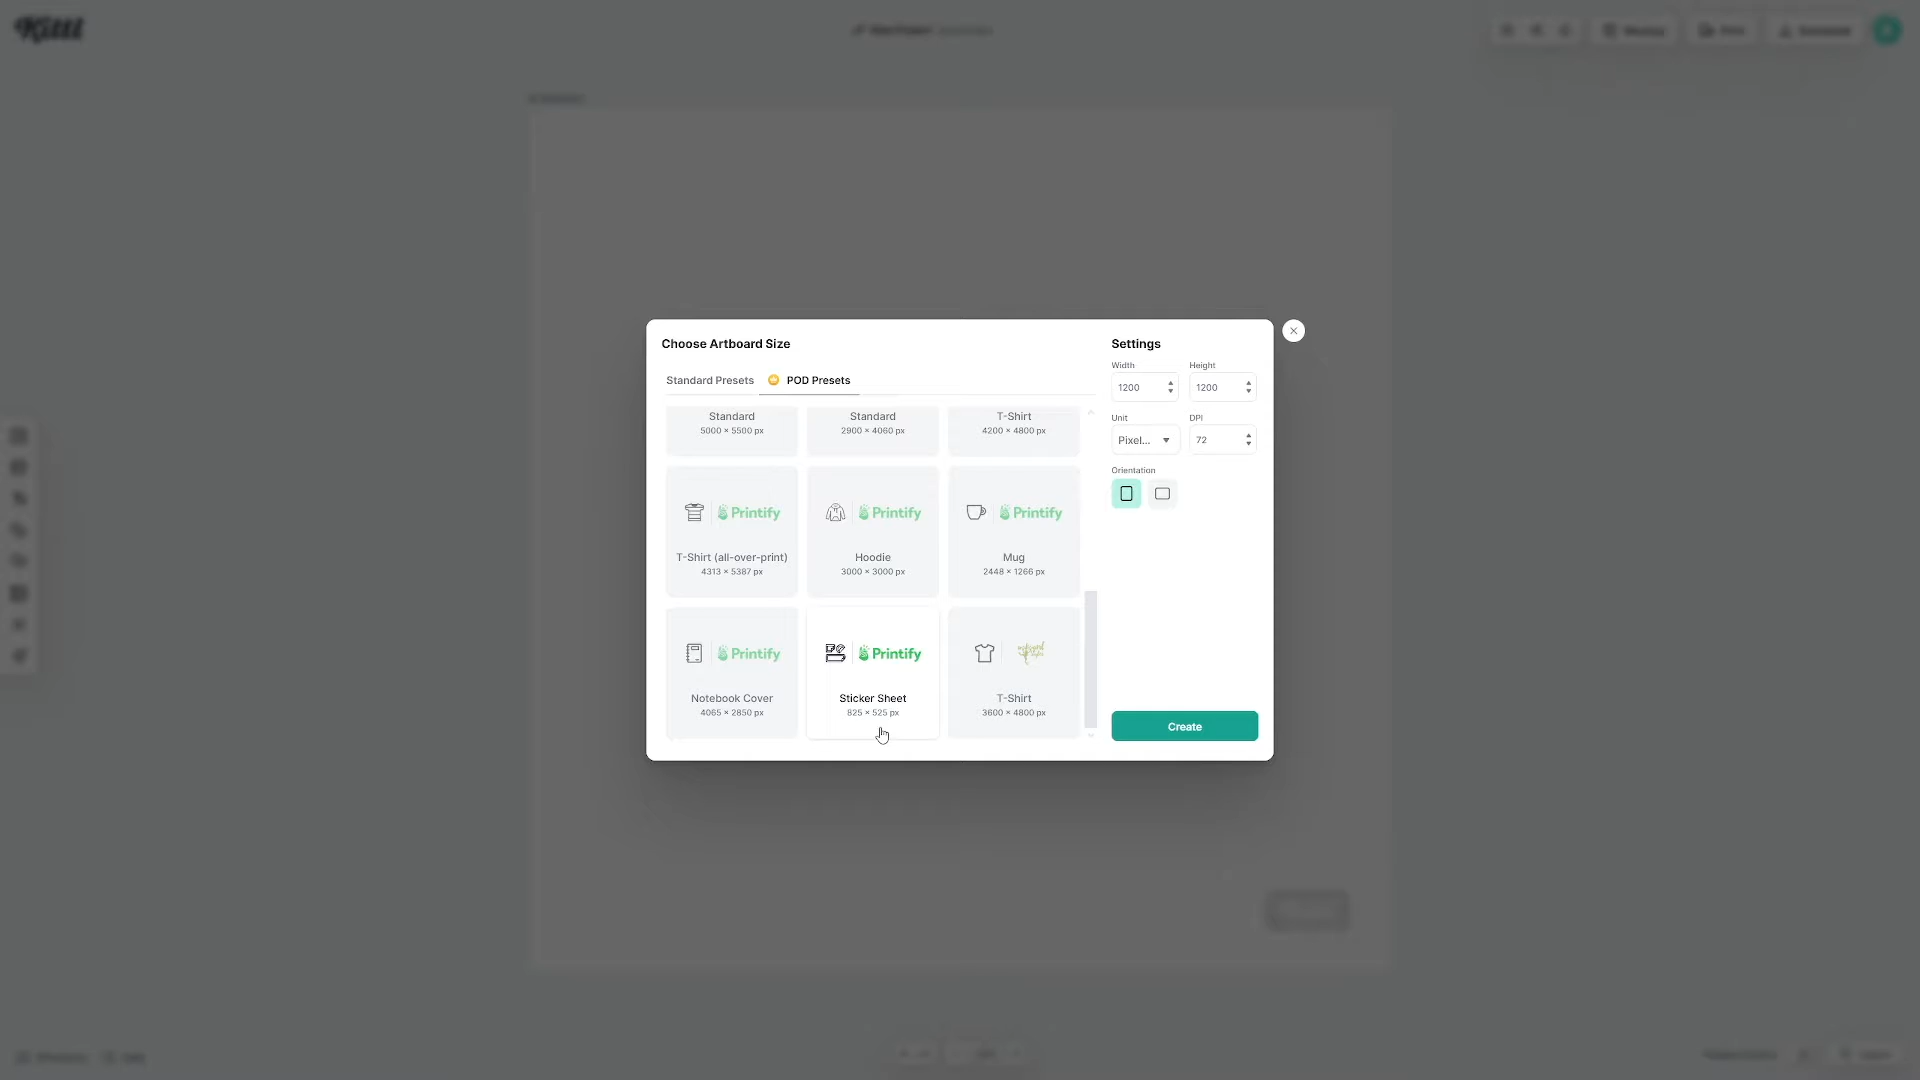 Kittl
Choose Artboard Size
Standard Presets
POD Presets
Standard
5000 × 5500 px
Standard
2900 × 4060 px
T-Shirt
4200 × 4800 px
Printify
T-Shirt (all-over-print)
4313 × 5387 px
Printify
Hoodie
3000 × 3000 px
Printify
Mug
2448 × 1266 px
Printify
Notebook Cover
4065 × 2850 px
Printify
Sticker Sheet
825 × 525 px
T-Shirt
3600 × 4800 px
Settings
Width
Height
1200
1200
Unit
DPI
Pixel...
72
Orientation
Create